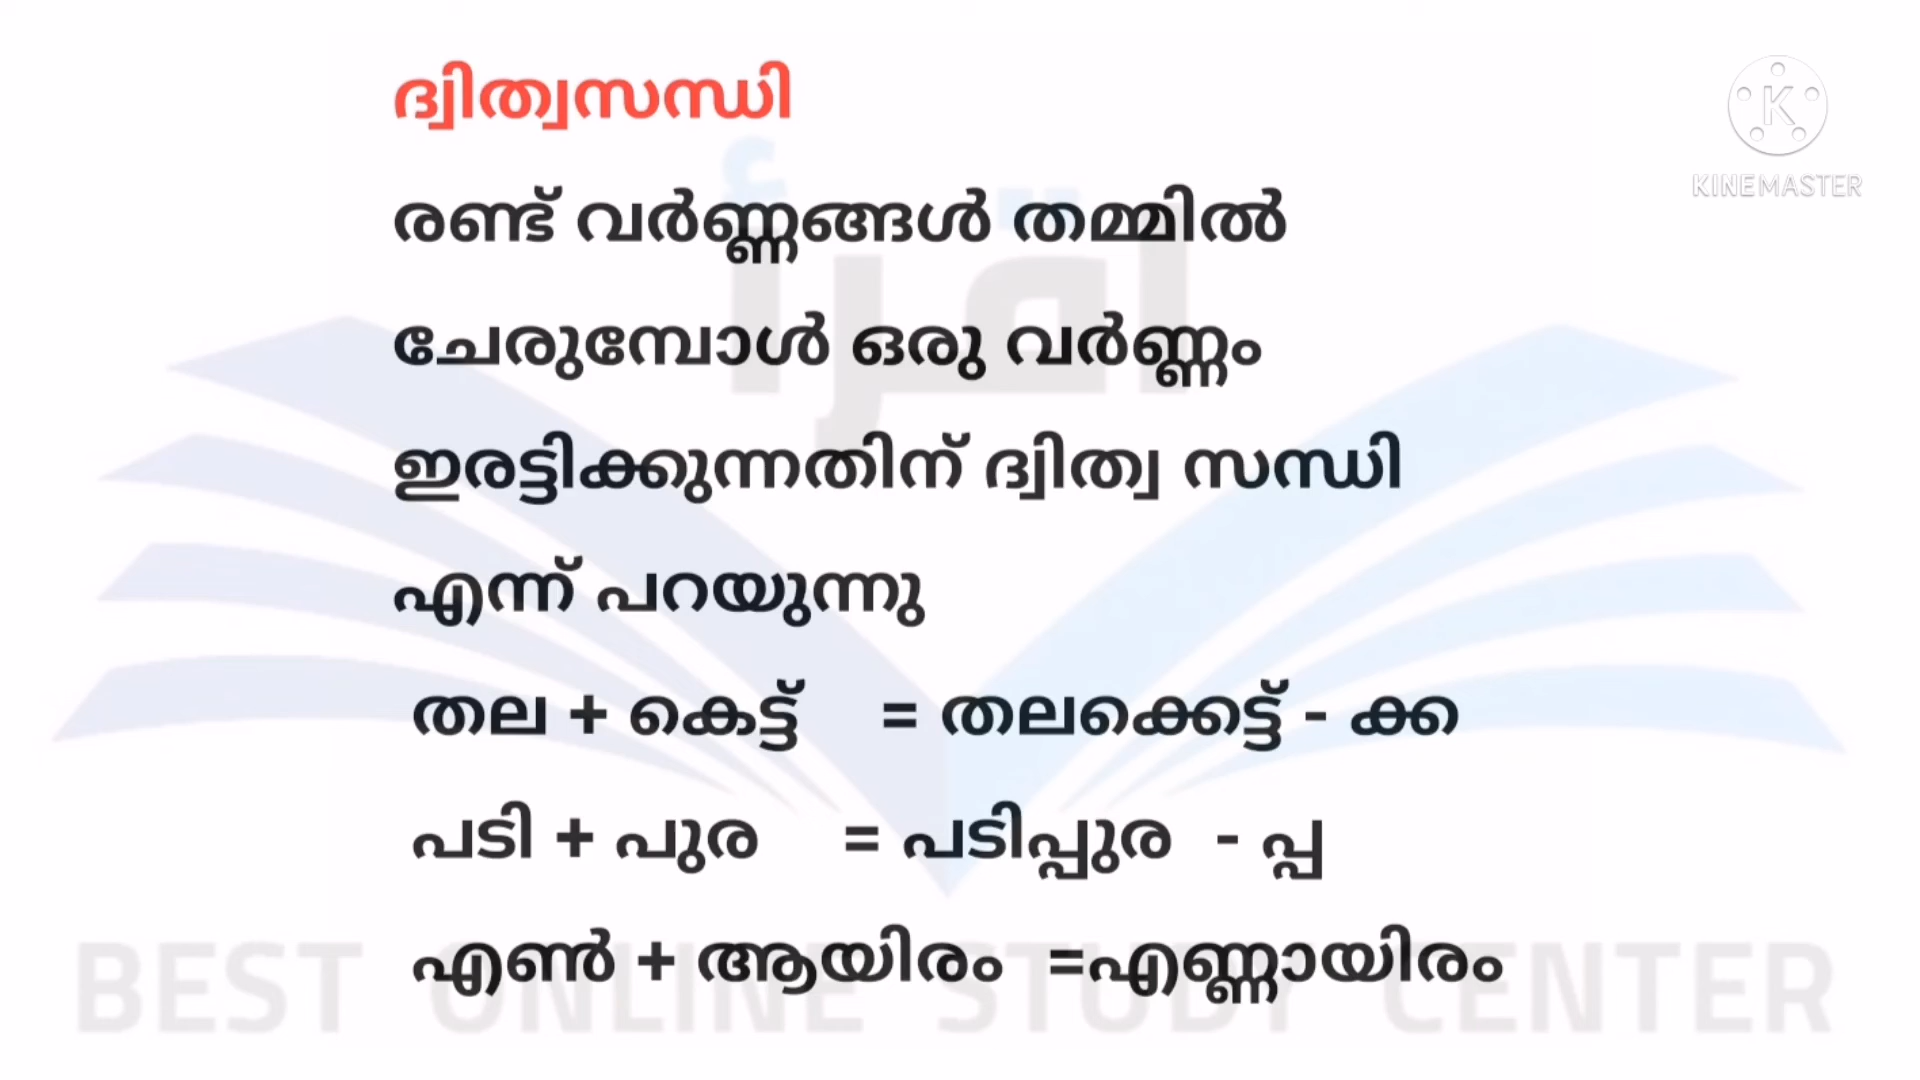 ദ്വിത്വസന്ധി
KINEMASTER
രണ്ട് വർണ്ണങ്ങൾ തമ്മിൽ
ചേരുമ്പോൾ ഒരു വർണ്ണം
ഇരട്ടിക്കുന്നതിന് ദ്വിത്വ സന്ധി
എന്ന് പറയുന്നു
തല + കെട്ട് = തലക്കെട്ട് - ക്ക
പടി + പുര = പടിപ്പുര - പ്പ
എൺ + ആയിരം =എണ്ണായിരം
اقرأ
BEST ONLINE STUDY CENTER